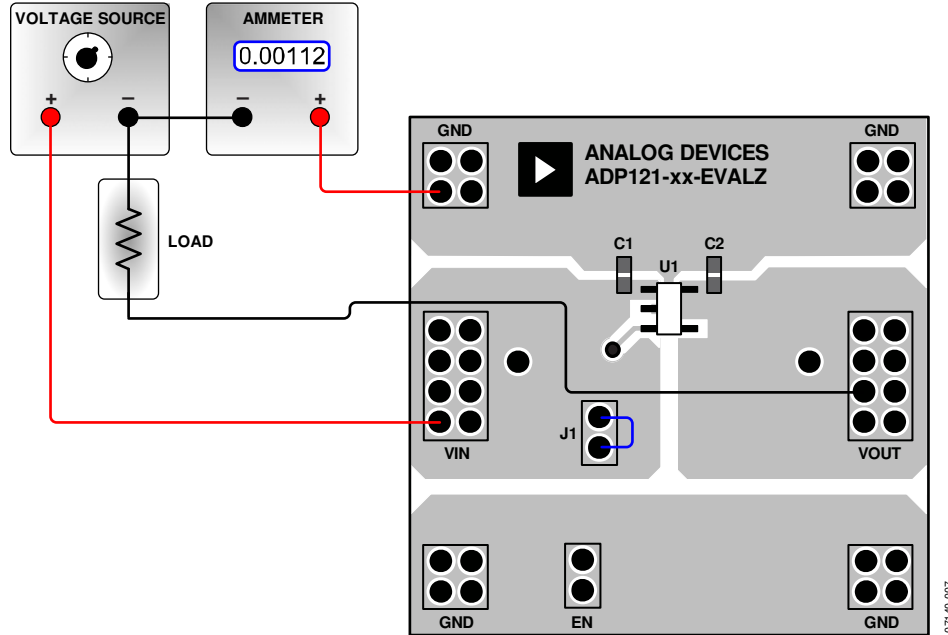 VOLTAGE SOURCE
AMMETER
0.00112
+
−
−
+
LOAD
GND
ANALOG DEVICES
ADP121-xx-EVALZ
GND
C1
C2
U1
J1
VIN
VOUT
GND
EN
GND